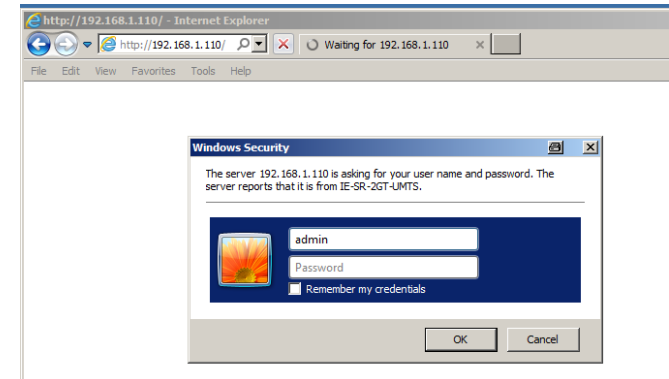 http://192.168.1.110/ - Internet Explorer
http://192.168.1.110/ Waiting for 192.168.1.110
File Edit View Favorites Tools Help
Windows Security
The server 192.168.1.110 is asking for your user name and password. The
server reports that it is from IE-SR-2GT-UMTS.
admin
Password
Remember my credentials
OK Cancel